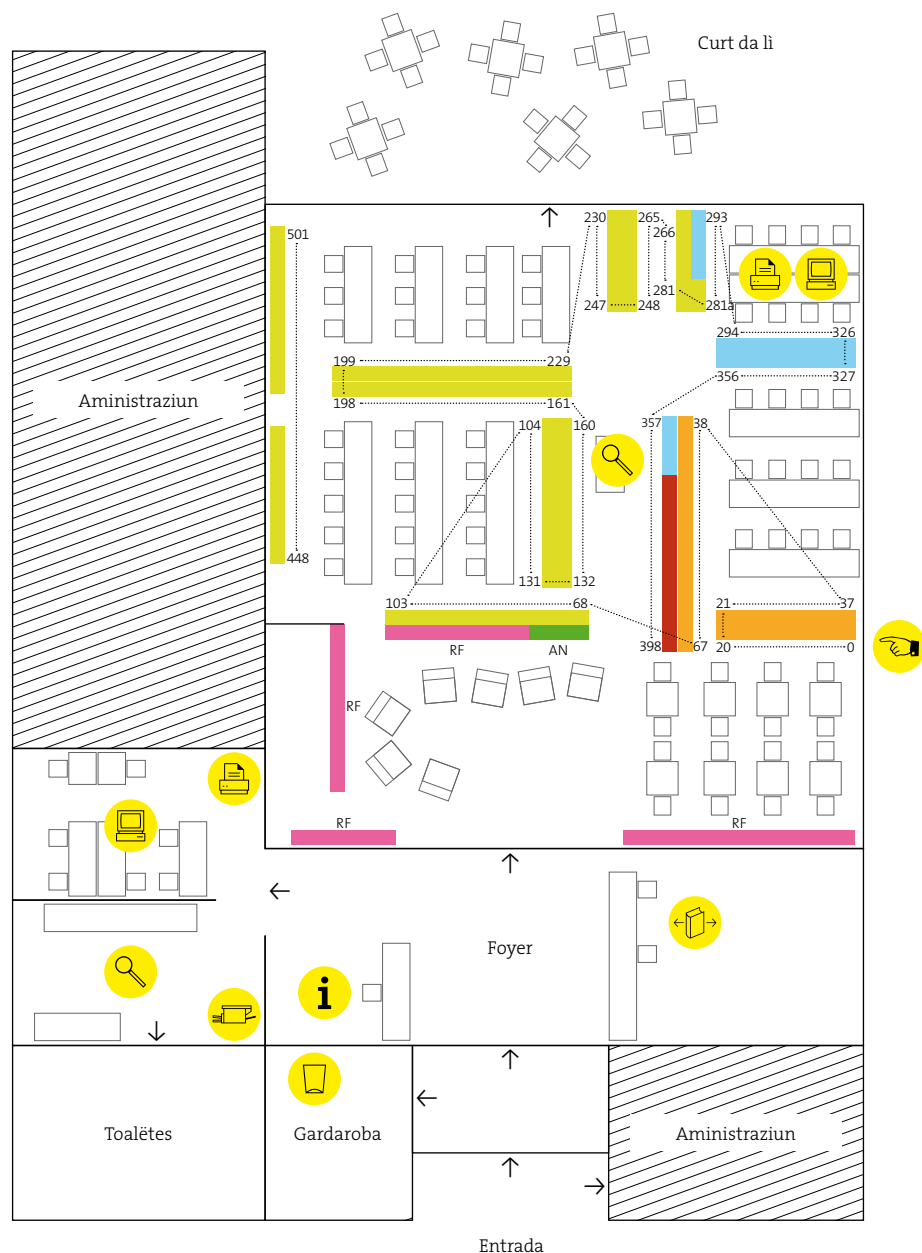 Curt da lì
230
265
293
266
501
247
248
281
281a
294
326
199
229
356
327
Aministraziun
198
161
104
160
357
38
448
131
132
103
68
21
37
RF
AN
398
67
20
0
RF
RF
RF
Foyer
i
Toalëtes
Gardaroba
Aministraziun
Entrada